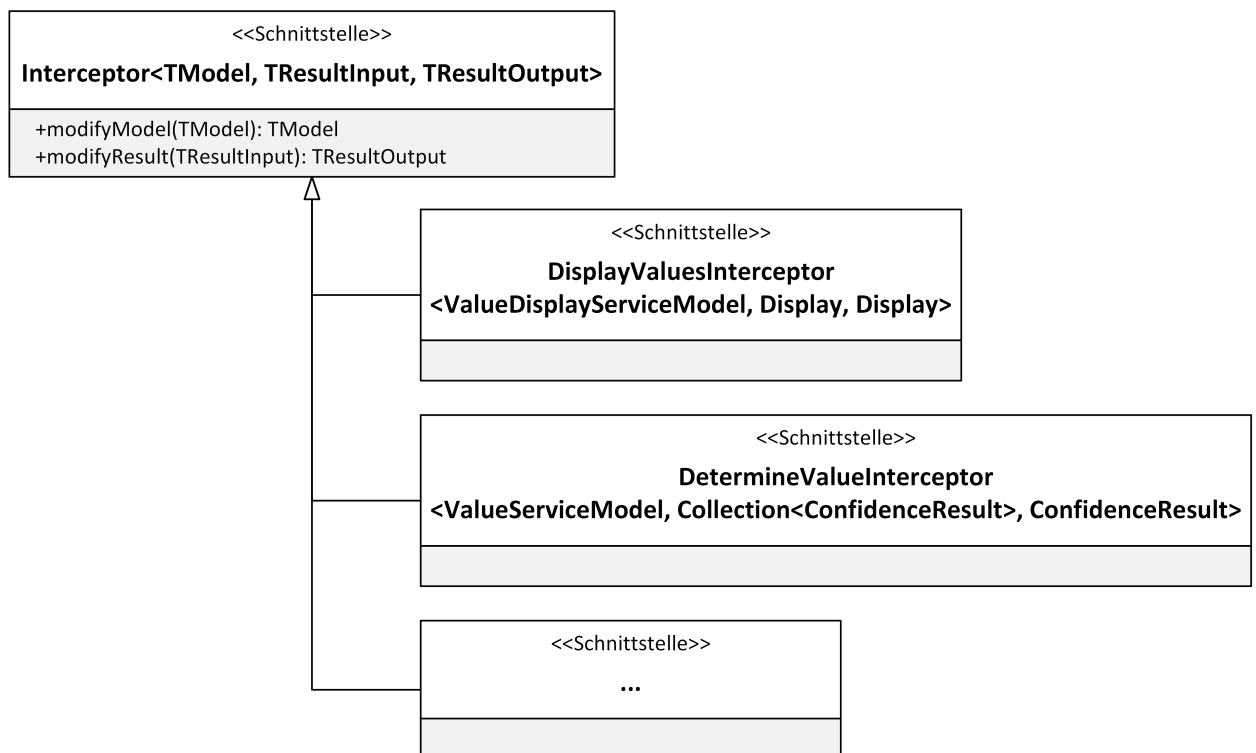 <<Schnittstelle>>
Interceptor<TModel, TResultInput, TResultOutput>
+modifyModel(TModel): TModel
+modifyResult(TResultInput): TResultOutput
<<Schnittstelle>>
DisplayValuesInterceptor
<ValueDisplayServiceModel, Display, Display>
<<Schnittstelle>>
DetermineValueInterceptor
<ValueServiceModel, Collection<ConfidenceResult>, ConfidenceResult>
<<Schnittstelle>>
...